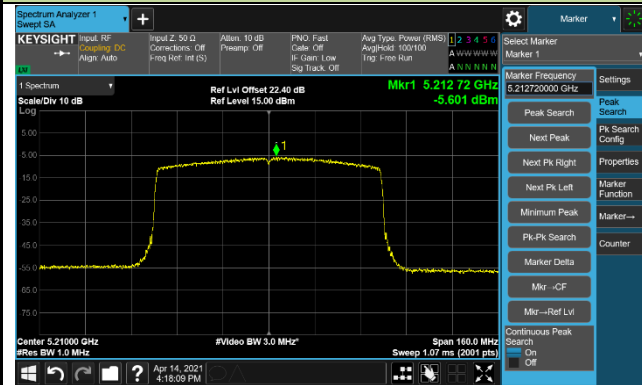 Spectrum Analyzer 1
Swept SA
+
Marker
KEYSIGHT
Input: RF
Coupling: DC
Align: Auto
Input Z: 50 Ω
Corrections: Off
Freq Ref: Int (S)
Atten: 10 dB
Preamp: Off
PNO: Fast
Gate: Off
IF Gain: Low
Sig Track: Off
Avg Type: Power (RMS)
Avg|Hold: 100/100
Trig: Free Run
1 2 3 4 5 6
A W W W W W
A N N N N N
LXI
Select Marker
Marker 1
1 Spectrum
Scale/Div 10 dB
Log
Ref Lvl Offset 22.40 dB
Ref Level 15.00 dBm
Mkr1 5.212 72 GHz
-5.601 dBm
5.00
-5.00
-15.0
-25.0
-35.0
-45.0
-55.0
-65.0
-75.0
1
Center 5.21000 GHz
#Res BW 1.0 MHz
#Video BW 3.0 MHz*
Span 160.0 MHz
Sweep 1.07 ms (2001 pts)
Marker Frequency
5.212720000 GHz
Peak Search
Next Peak
Next Pk Right
Next Pk Left
Minimum Peak
Pk-Pk Search
Marker Delta
Mkr→CF
Mkr→Ref Lvl
Continuous Peak
Search
On
Off
Settings
Peak
Search
Pk Search
Config
Properties
Marker
Function
Marker→
Counter
?
Apr 14, 2021
4:18:09 PM